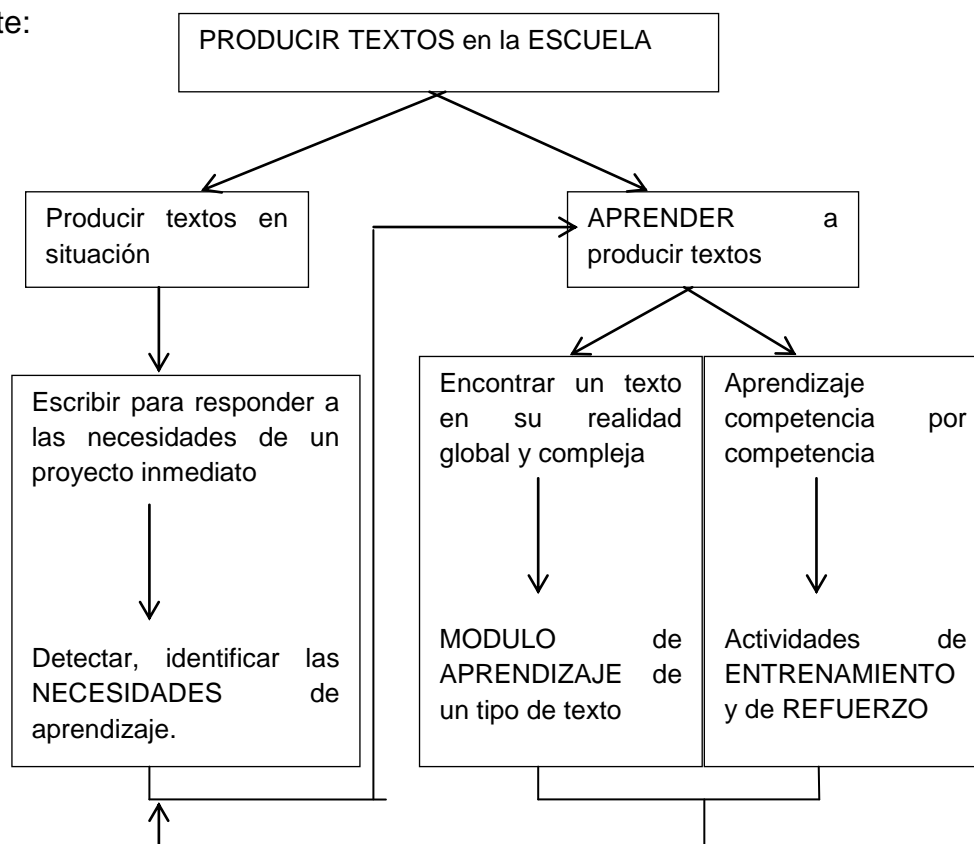 te:
PRODUCIR TEXTOS en la ESCUELA
Producir textos en
situación
APRENDER a
producir textos
Escribir para responder a
las necesidades de un
proyecto inmediato
Detectar, identificar las
NECESIDADES de
aprendizaje.
Encontrar un texto
en su realidad
global y compleja
MODULO de
APRENDIZAJE de
un tipo de texto
Aprendizaje
competencia por
competencia
Actividades de
ENTRENAMIENTO
y de REFUERZO